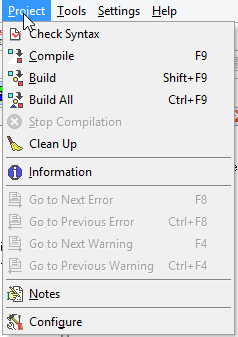 Project Tools Settings Help
Check Syntax
Compile F9
Build Shift+F9
Build All Ctrl+F9
Stop Compilation
Clean Up
Information
Go to Next Error F8
Go to Previous Error Ctrl+F8
Go to Next Warning F4
Go to Previous Warning Ctrl+F4
Notes
Configure